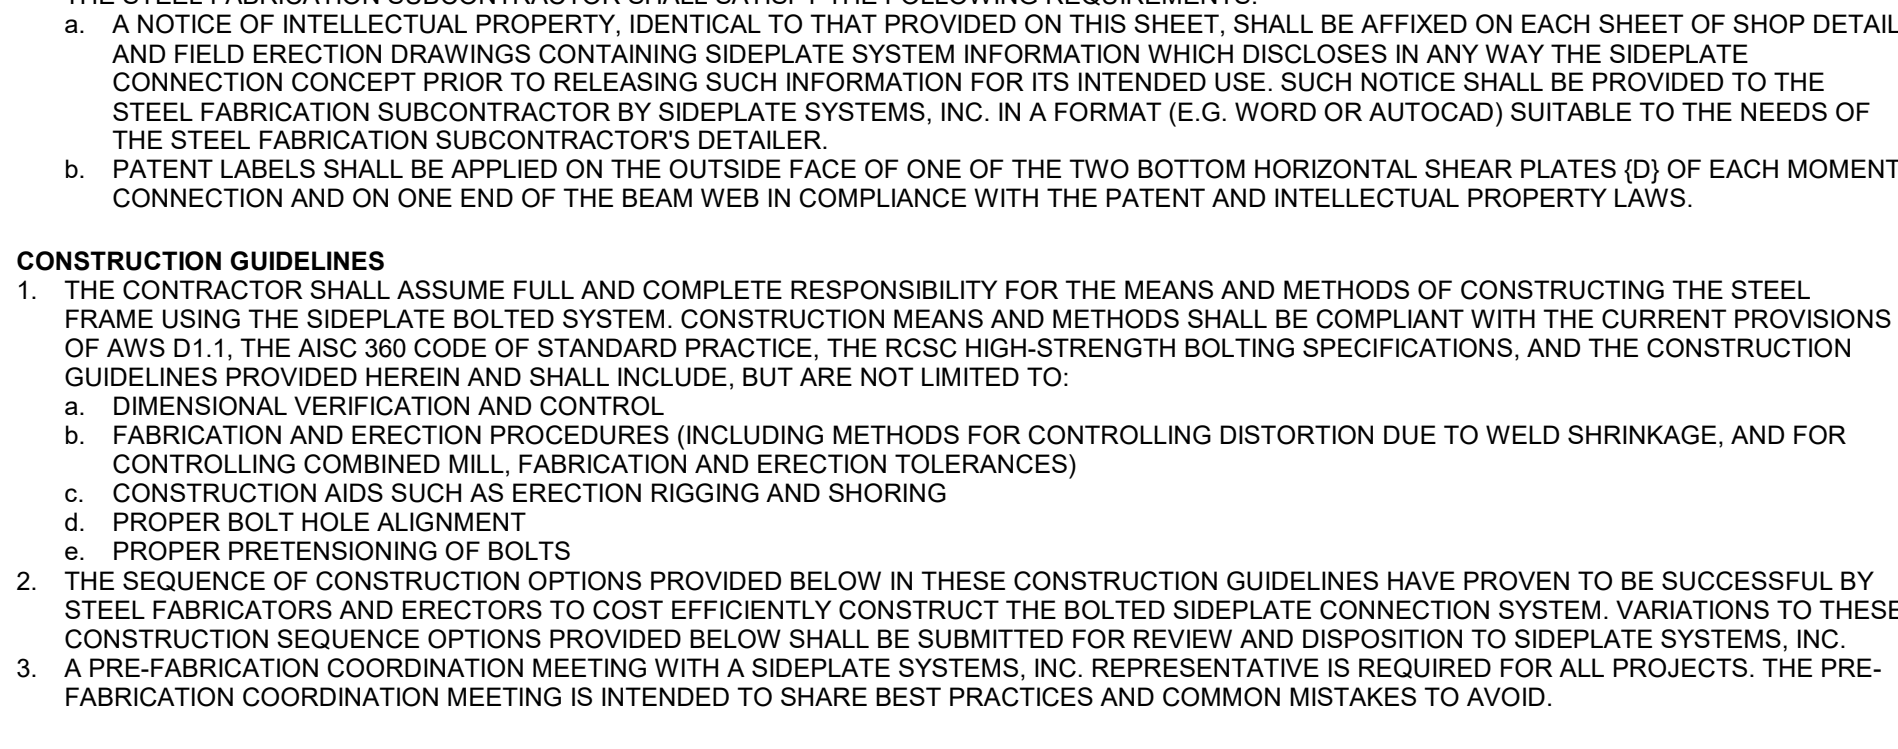 THE STEEL FABRICATION SUBCONTRACTOR SHALL SATISFY THE FOLLOWING REQUIREMENTS:
a. A NOTICE OF INTELLECTUAL PROPERTY, IDENTICAL TO THAT PROVIDED ON THIS SHEET, SHALL BE AFFIXED ON EACH SHEET OF SHOP DETAIL
AND FIELD ERECTION DRAWINGS CONTAINING SIDEPLATE SYSTEM INFORMATION WHICH DISCLOSES IN ANY WAY THE SIDEPLATE
CONNECTION CONCEPT PRIOR TO RELEASING SUCH INFORMATION FOR ITS INTENDED USE. SUCH NOTICE SHALL BE PROVIDED TO THE
STEEL FABRICATION SUBCONTRACTOR BY SIDEPLATE SYSTEMS, INC. IN A FORMAT (E.G. WORD OR AUTOCAD) SUITABLE TO THE NEEDS OF
THE STEEL FABRICATION SUBCONTRACTOR'S DETAILER.
b. PATENT LABELS SHALL BE APPLIED ON THE OUTSIDE FACE OF ONE OF THE TWO BOTTOM HORIZONTAL SHEAR PLATES {D} OF EACH MOMENT
CONNECTION AND ON ONE END OF THE BEAM WEB IN COMPLIANCE WITH THE PATENT AND INTELLECTUAL PROPERTY LAWS.
CONSTRUCTION GUIDELINES
1. THE CONTRACTOR SHALL ASSUME FULL AND COMPLETE RESPONSIBILITY FOR THE MEANS AND METHODS OF CONSTRUCTING THE STEEL
FRAME USING THE SIDEPLATE BOLTED SYSTEM. CONSTRUCTION MEANS AND METHODS SHALL BE COMPLIANT WITH THE CURRENT PROVISIONS
OF AWS D1.1, THE AISC 360 CODE OF STANDARD PRACTICE, THE RCSC HIGH-STRENGTH BOLTING SPECIFICATIONS, AND THE CONSTRUCTION
GUIDELINES PROVIDED HEREIN AND SHALL INCLUDE, BUT ARE NOT LIMITED TO:
a. DIMENSIONAL VERIFICATION AND CONTROL
b. FABRICATION AND ERECTION PROCEDURES (INCLUDING METHODS FOR CONTROLLING DISTORTION DUE TO WELD SHRINKAGE, AND FOR
CONTROLLING COMBINED MILL, FABRICATION AND ERECTION TOLERANCES)
c. CONSTRUCTION AIDS SUCH AS ERECTION RIGGING AND SHORING
d. PROPER BOLT HOLE ALIGNMENT
e. PROPER PRETENSIONING OF BOLTS
2. THE SEQUENCE OF CONSTRUCTION OPTIONS PROVIDED BELOW IN THESE CONSTRUCTION GUIDELINES HAVE PROVEN TO BE SUCCESSFUL BY
STEEL FABRICATORS AND ERECTORS TO COST EFFICIENTLY CONSTRUCT THE BOLTED SIDEPLATE CONNECTION SYSTEM. VARIATIONS TO THESE
CONSTRUCTION SEQUENCE OPTIONS PROVIDED BELOW SHALL BE SUBMITTED FOR REVIEW AND DISPOSITION TO SIDEPLATE SYSTEMS, INC.
3. A PRE-FABRICATION COORDINATION MEETING WITH A SIDEPLATE SYSTEMS, INC. REPRESENTATIVE IS REQUIRED FOR ALL PROJECTS. THE PRE-
FABRICATION COORDINATION MEETING IS INTENDED TO SHARE BEST PRACTICES AND COMMON MISTAKES TO AVOID.